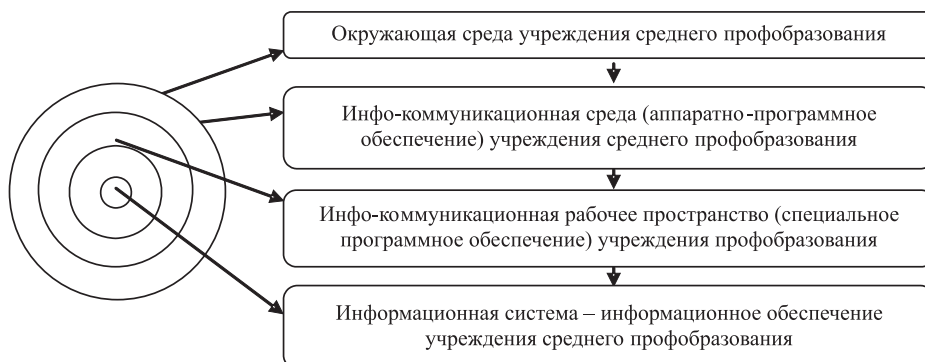 Окружающая среда учреждения среднего профобразования
Инфо-коммуникационная среда (аппаратно-программное
обеспечение) учреждения среднего профобразования
Инфо-коммуникационная рабочее пространство (специальное
программное обеспечение) учреждения профобразования
Информационная система – информационное обеспечение
учреждения среднего профобразования